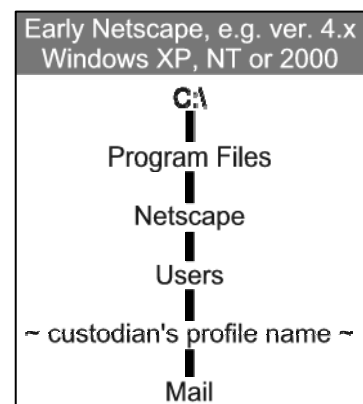 Early Netscape, e.g. ver. 4.x
Windows XP, NT or 2000
C:\
Program Files
Netscape
Users
~ custodian's profile name ~
Mail